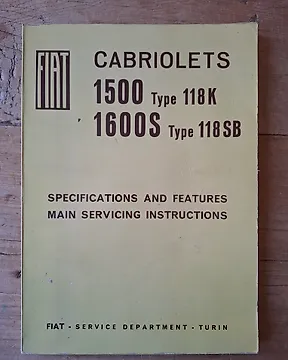 FIAT
CABRIOLETS
1500 Type 118K
1600S Type 118SB
SPECIFICATIONS AND FEATURES
MAIN SERVICING INSTRUCTIONS
FIAT - SERVICE DEPARTMENT - TURIN